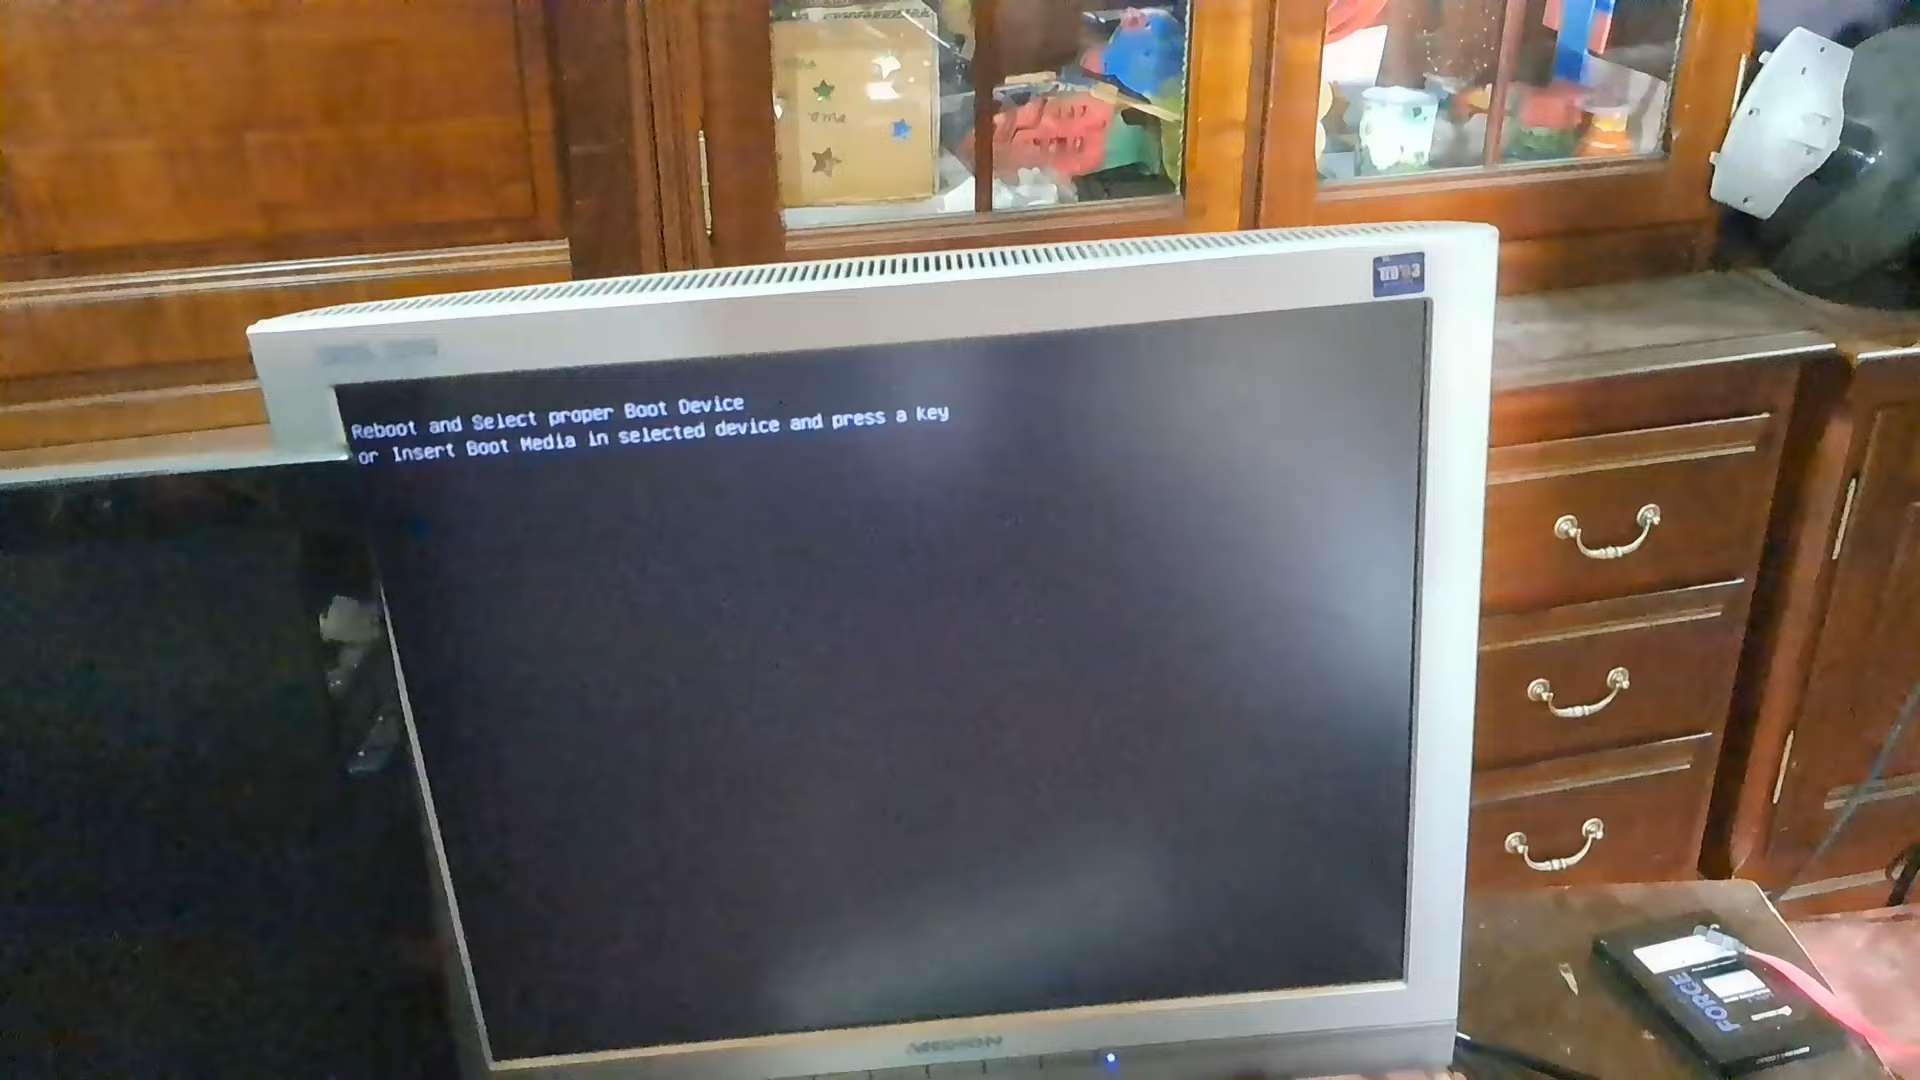 Reboot and Select proper Boot Device
or Insert Boot Media in selected device and press a key
MEDION
FORCE